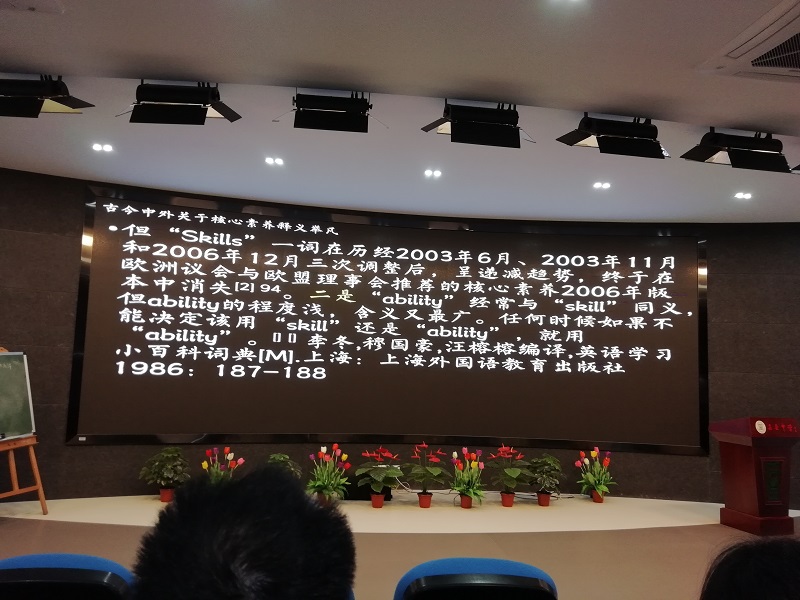 古今中外关于核心素养释义举凡
•但“Skills”一词在历经2003年6月、2003年11月
和2006年12月三次调整后，呈递减趋势，终于在
欧洲议会与欧盟理事会推荐的核心素养2006年版
本中消失[2] 94 。二是“ability”经常与“skill”同义，
但ability的程度浅，含义又最广。任何时候如果不
能决定该用“skill”还是“ability”，就用
“ability”。▯▯李冬,穆国豪,汪榕榕编译,英语学习
小百科词典[M].上海：上海外国语教育出版社
1986：187-188